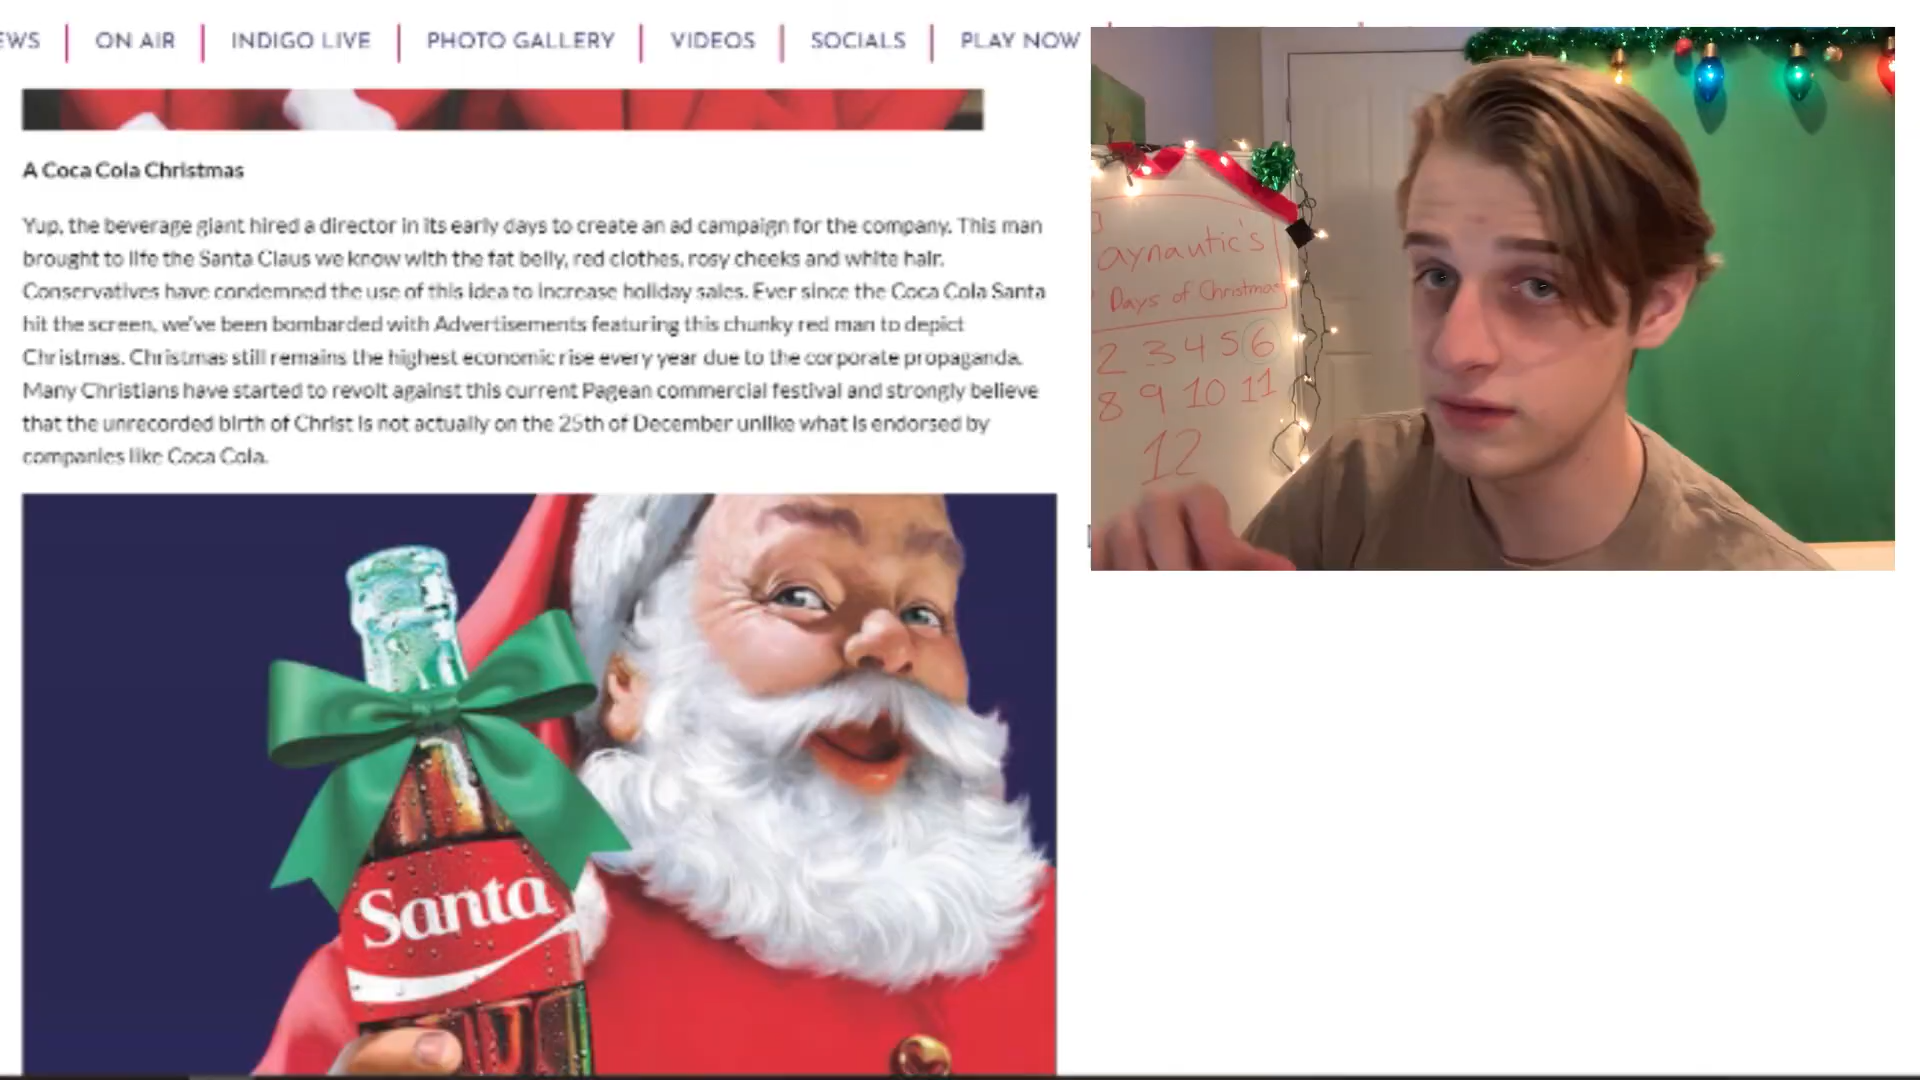 EWS
ON AIR
INDIGO LIVE
PHOTO GALLERY
VIDEOS
SOCIALS
PLAY NOW
A Coca Cola Christmas
Yup, the beverage giant hired a director in its early days to create an ad campaign for the company. This man
brought to life the Santa Claus we know with the fat belly, red clothes, rosy cheeks and white hair.
Conservatives have condemned the use of this idea to increase holiday sales. Ever since the Coca Cola Santa
hit the screen, we've been bombarded with Advertisements featuring this chunky red man to depict
Christmas. Christmas still remains the highest economic rise every year due to the corporate propaganda.
Many Christians have started to revolt against this current Pagean commercial festival and strongly believe
that the unrecorded birth of Christ is not actually on the 25th of December unlike what is endorsed by
companies like Coca Cola.
Santa
aynautic's
Days of Christmas
2 3 4 5 6
8 9 10 11
12